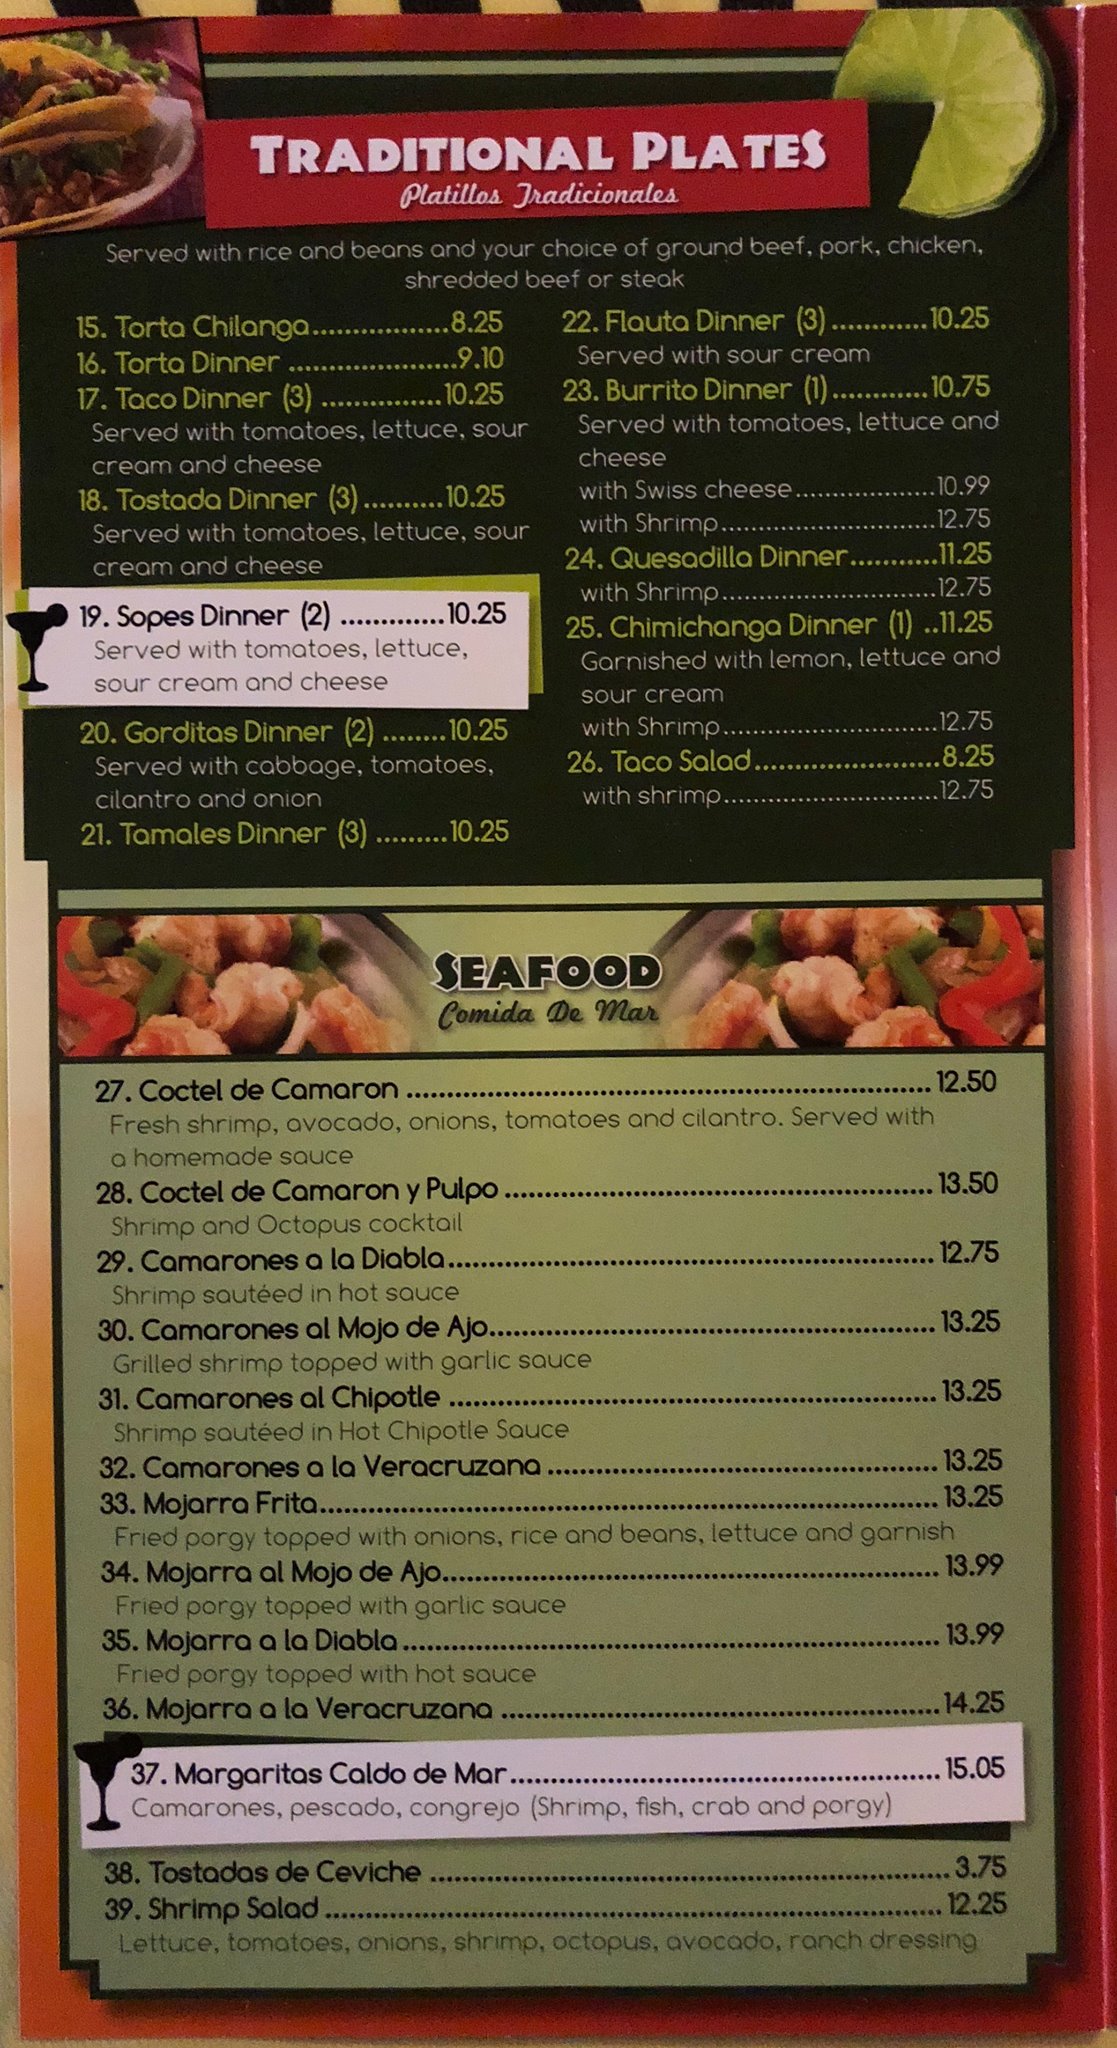 TRADITIONAL PLATES
Platillos Tradicionales
Served with rice and beans and your choice of ground beef, pork, chicken,
shredded beef or steak
15. Torta Chilanga.................8.25
16. Torta Dinner .....................9.10
17. Taco Dinner (3) ...............10.25
Served with tomatoes, lettuce, sour
cream and cheese
18. Tostada Dinner (3)..........10.25
Served with tomatoes, lettuce, sour
cream and cheese
19. Sopes Dinner (2) .............10.25
Served with tomatoes, lettuce,
sour cream and cheese
20. Gorditas Dinner (2) ........10.25
Served with cabbage, tomatoes,
cilantro and onion
21. Tamales Dinner (3) .........10.25
22. Flauta Dinner (3)............10.25
Served with sour cream
23. Burrito Dinner (1)............10.75
Served with tomatoes, lettuce and
cheese
with Swiss cheese....................10.99
with Shrimp..............................12.75
24. Quesadilla Dinner...........11.25
with Shrimp..............................12.75
25. Chimichanga Dinner (1) ..11.25
Garnished with lemon, lettuce and
sour cream
with Shrimp..............................12.75
26. Taco Salad.......................8.25
with shrimp..............................12.75
SEAFOOD
Comida De Mar
27. Coctel de Camaron ..................................................12.50
Fresh shrimp, avocado, onions, tomatoes and cilantro. Served with
a homemade sauce
28. Coctel de Camaron y Pulpo ........................................13.50
Shrimp and Octopus cocktail
29. Camarones a la Diabla.............................................12.75
Shrimp sautéed in hot sauce
30. Camarones al Mojo de Ajo..........................................13.25
Grilled shrimp topped with garlic sauce
31. Camarones al Chipotle .............................................13.25
Shrimp sautéed in Hot Chipotle Sauce
32. Camarones a la Veracruzana.......................................13.25
33. Mojarra Frita.......................................................13.25
Fried porgy topped with onions, rice and beans, lettuce and garnish
34. Mojarra al Mojo de Ajo.............................................13.99
Fried porgy topped with garlic sauce
35. Mojarra a la Diabla.................................................13.99
Fried porgy topped with hot sauce
36. Mojarra a la Veracruzana ..........................................14.25
37. Margaritas Caldo de Mar...........................................15.05
Camarones, pescado, congrejo (Shrimp, fish, crab and porgy)
38. Tostadas de Ceviche ................................................3.75
39. Shrimp Salad.......................................................12.25
Lettuce, tomatoes, onions, shrimp, octopus, avocado, ranch dressing